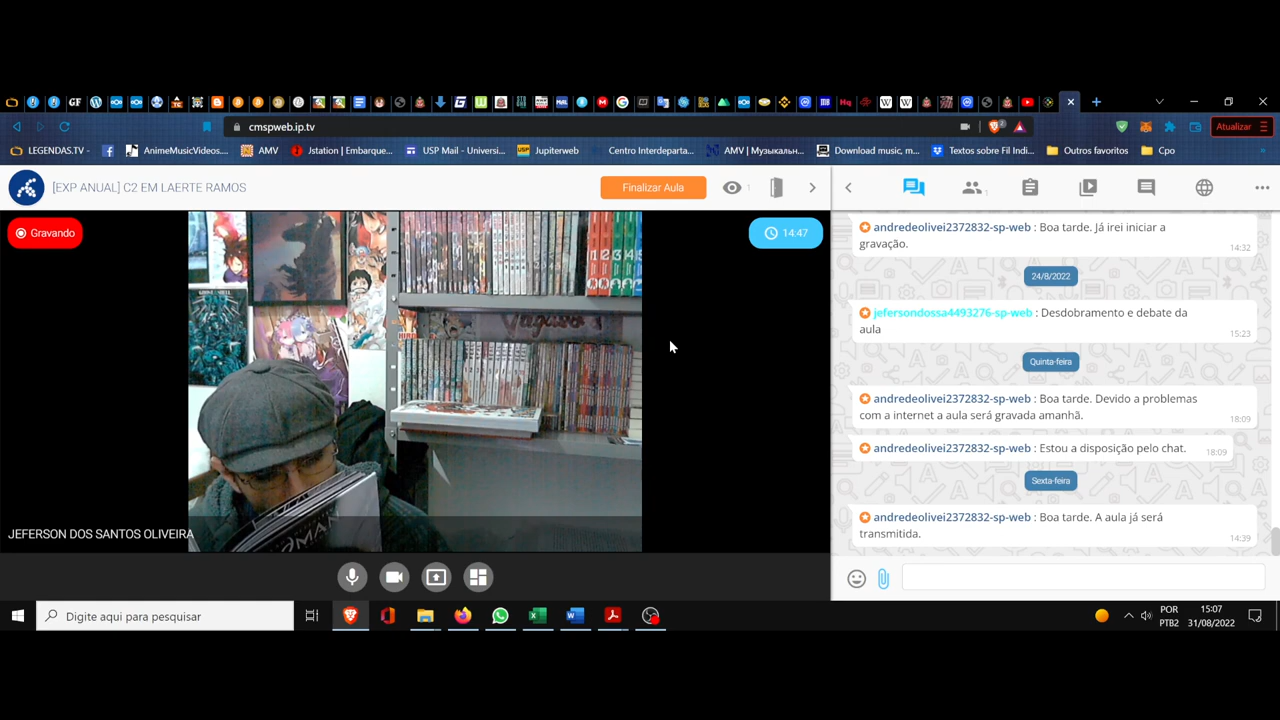 cmspweb.ip.tv
Atualizar
LEGENDAS.TV -
AnimeMusicVideos...
AMV
Jstation | Embarque...
USP Mail - Universi...
Jupiterweb
Centro Interdeparta...
AMV | Музыкальн...
Download music, m...
Textos sobre Fil Indi...
Outros favoritos
Cpo
[EXP ANUAL] C2 EM LAERTE RAMOS
Finalizar Aula
1
1
Gravando
14:47
JEFERSON DOS SANTOS OLIVEIRA
andredeolivei2372832-sp-web : Boa tarde. Já irei iniciar a
gravação.
14:32
24/8/2022
jefersondossa4493276-sp-web : Desdobramento e debate da
aula
15:23
Quinta-feira
andredeolivei2372832-sp-web : Boa tarde. Devido a problemas
com a internet a aula será gravada amanhã.
18:09
andredeolivei2372832-sp-web : Estou a disposição pelo chat.
18:09
Sexta-feira
andredeolivei2372832-sp-web : Boa tarde. A aula já será
transmitida.
14:39
Digite aqui para pesquisar
POR
PTB2
15:07
31/08/2022